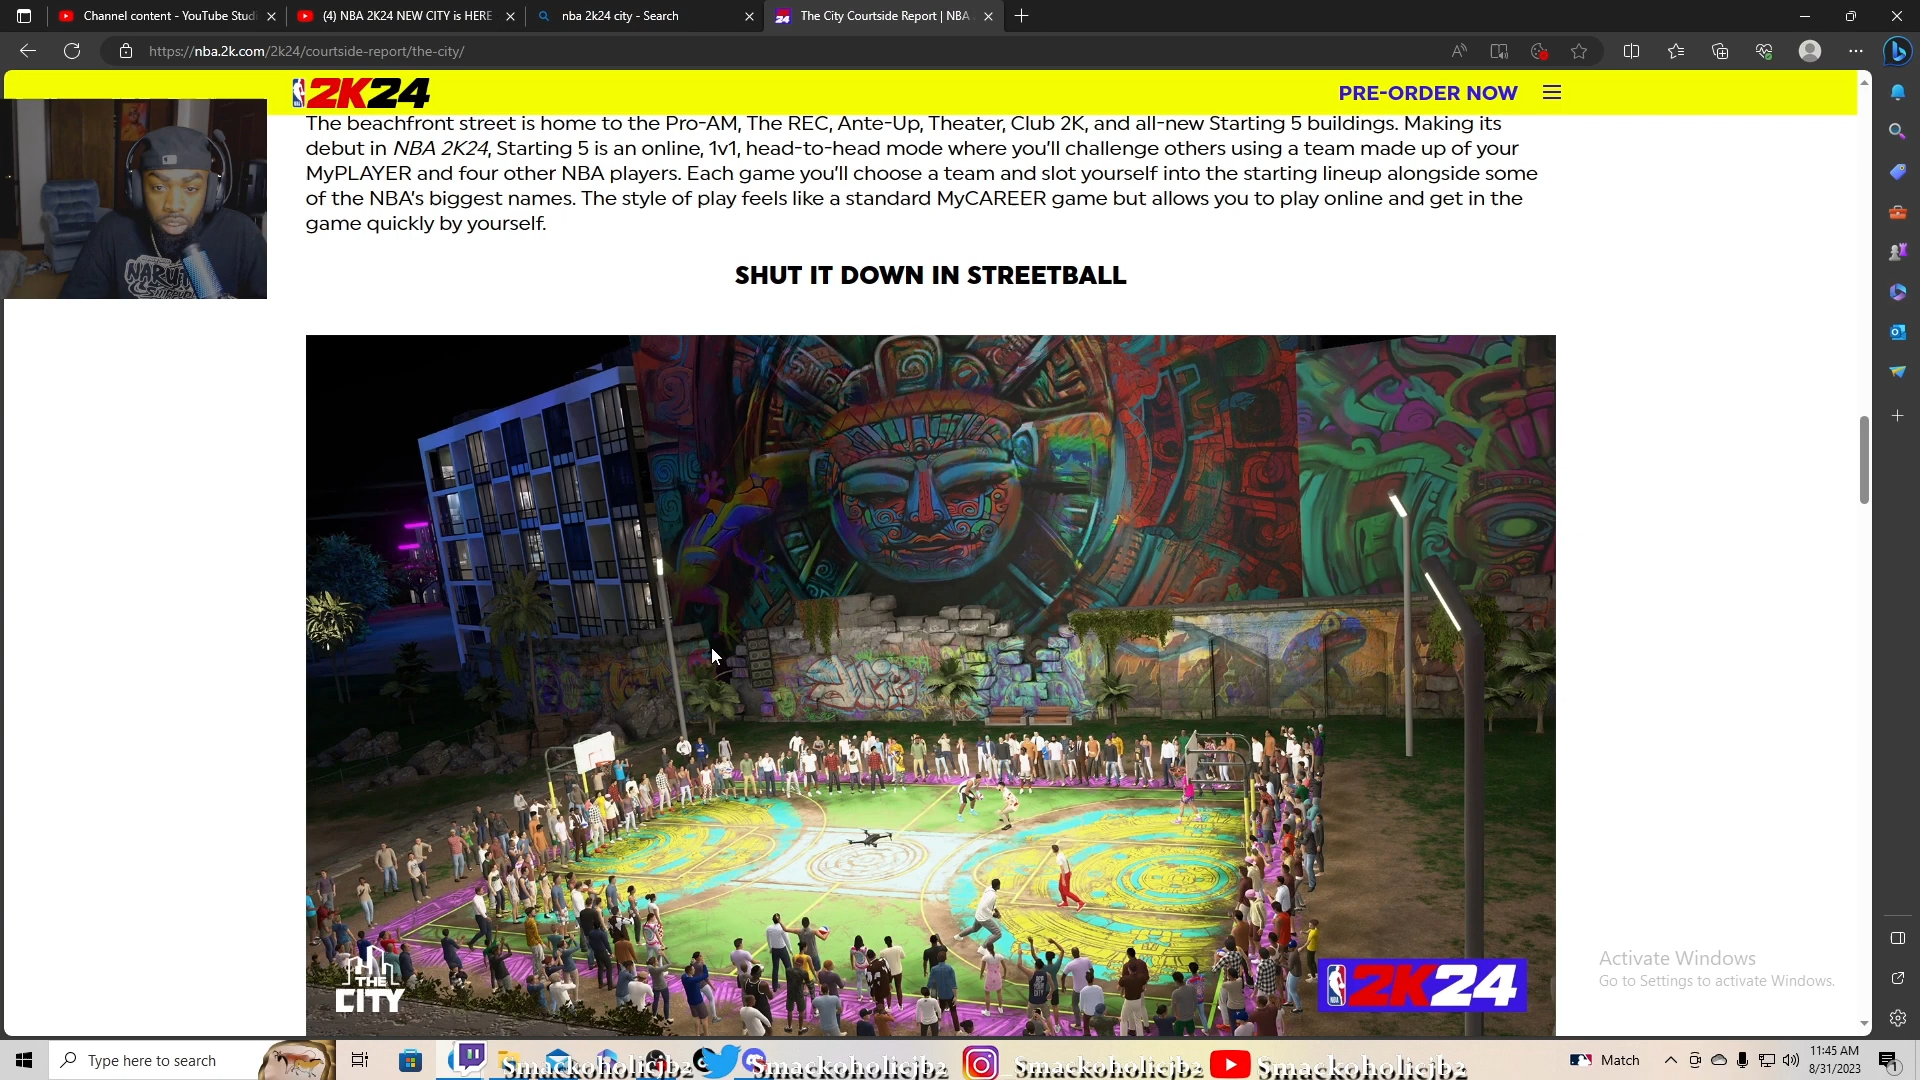 Channel content - YouTube Studi
(4) NBA 2K24 NEW CITY is HERE
nba 2k24 city - Search
The City Courtside Report | NBA
https://nba.2k.com/2k24/courtside-report/the-city/
2K24
PRE-ORDER NOW
The beachfront street is home to the Pro-AM, The REC, Ante-Up, Theater, Club 2K, and all-new Starting 5 buildings. Making its
debut in NBA 2K24, Starting 5 is an online, 1v1, head-to-head mode where you'll challenge others using a team made up of your
MyPLAYER and four other NBA players. Each game you'll choose a team and slot yourself into the starting lineup alongside some
of the NBA's biggest names. The style of play feels like a standard MyCAREER game but allows you to play online and get in the
game quickly by yourself.
NARUTO
SHUT IT DOWN IN STREETBALL
THE
CITY
NBA
2K24
Activate Windows
Go to Settings to activate Windows.
Type here to search
Smackoholicjb2
Smackoholicjb2
Smackoholicjb2
Smackoholicjb2
Match
11:45 AM
8/31/2023
1